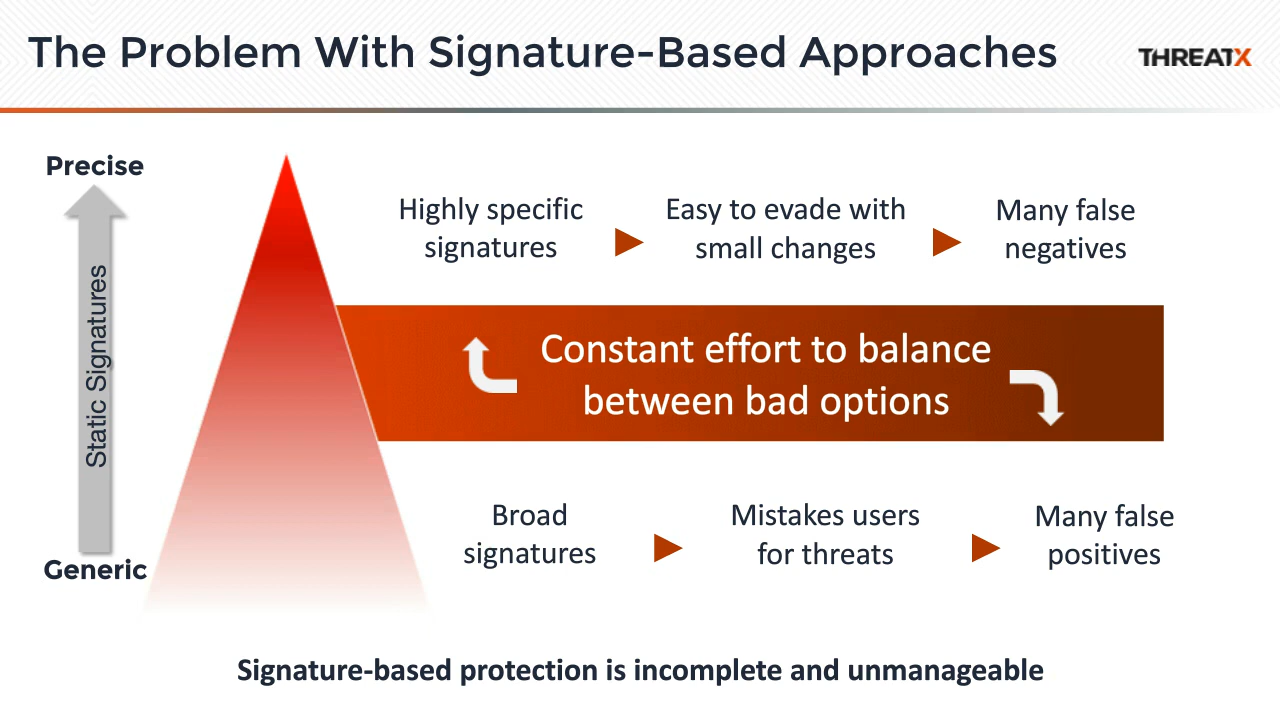 The Problem With Signature-Based Approaches
THREATX
Precise
Static Signatures
Generic
Highly specific
signatures
Easy to evade with
small changes
Many false
negatives
Constant effort to balance
between bad options
Broad
signatures
Mistakes users
for threats
Many false
positives
Signature-based protection is incomplete and unmanageable